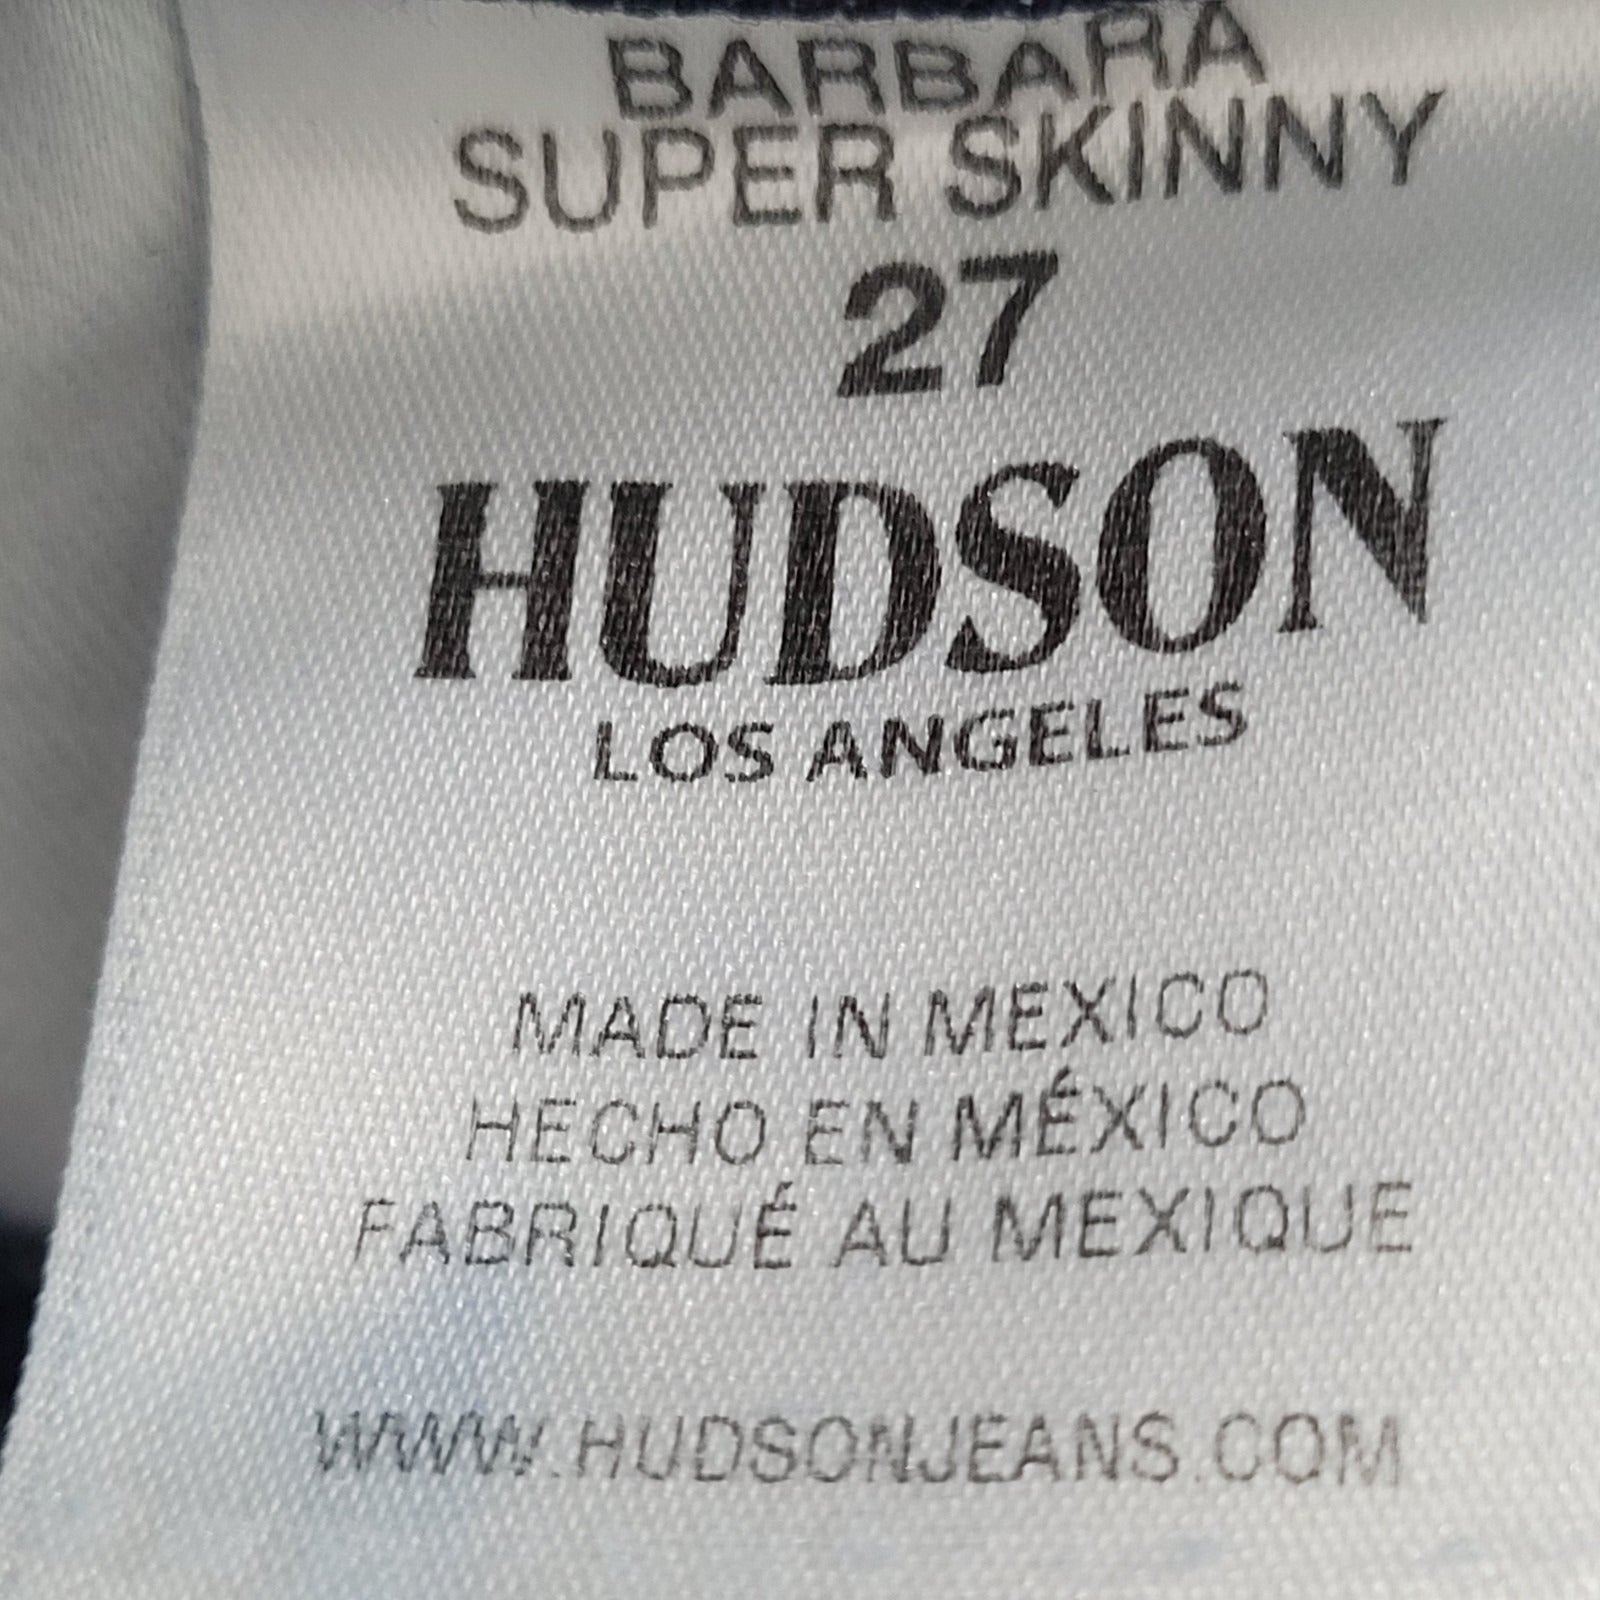 BARBARA
SUPER SKINNY
27
HUDSON
LOS ANGELES
MADE IN MEXICO
HECHO EN MÉXICO
FABRIQUÉ AU MEXIQUE
WWW.HUDSONJEANS.COM